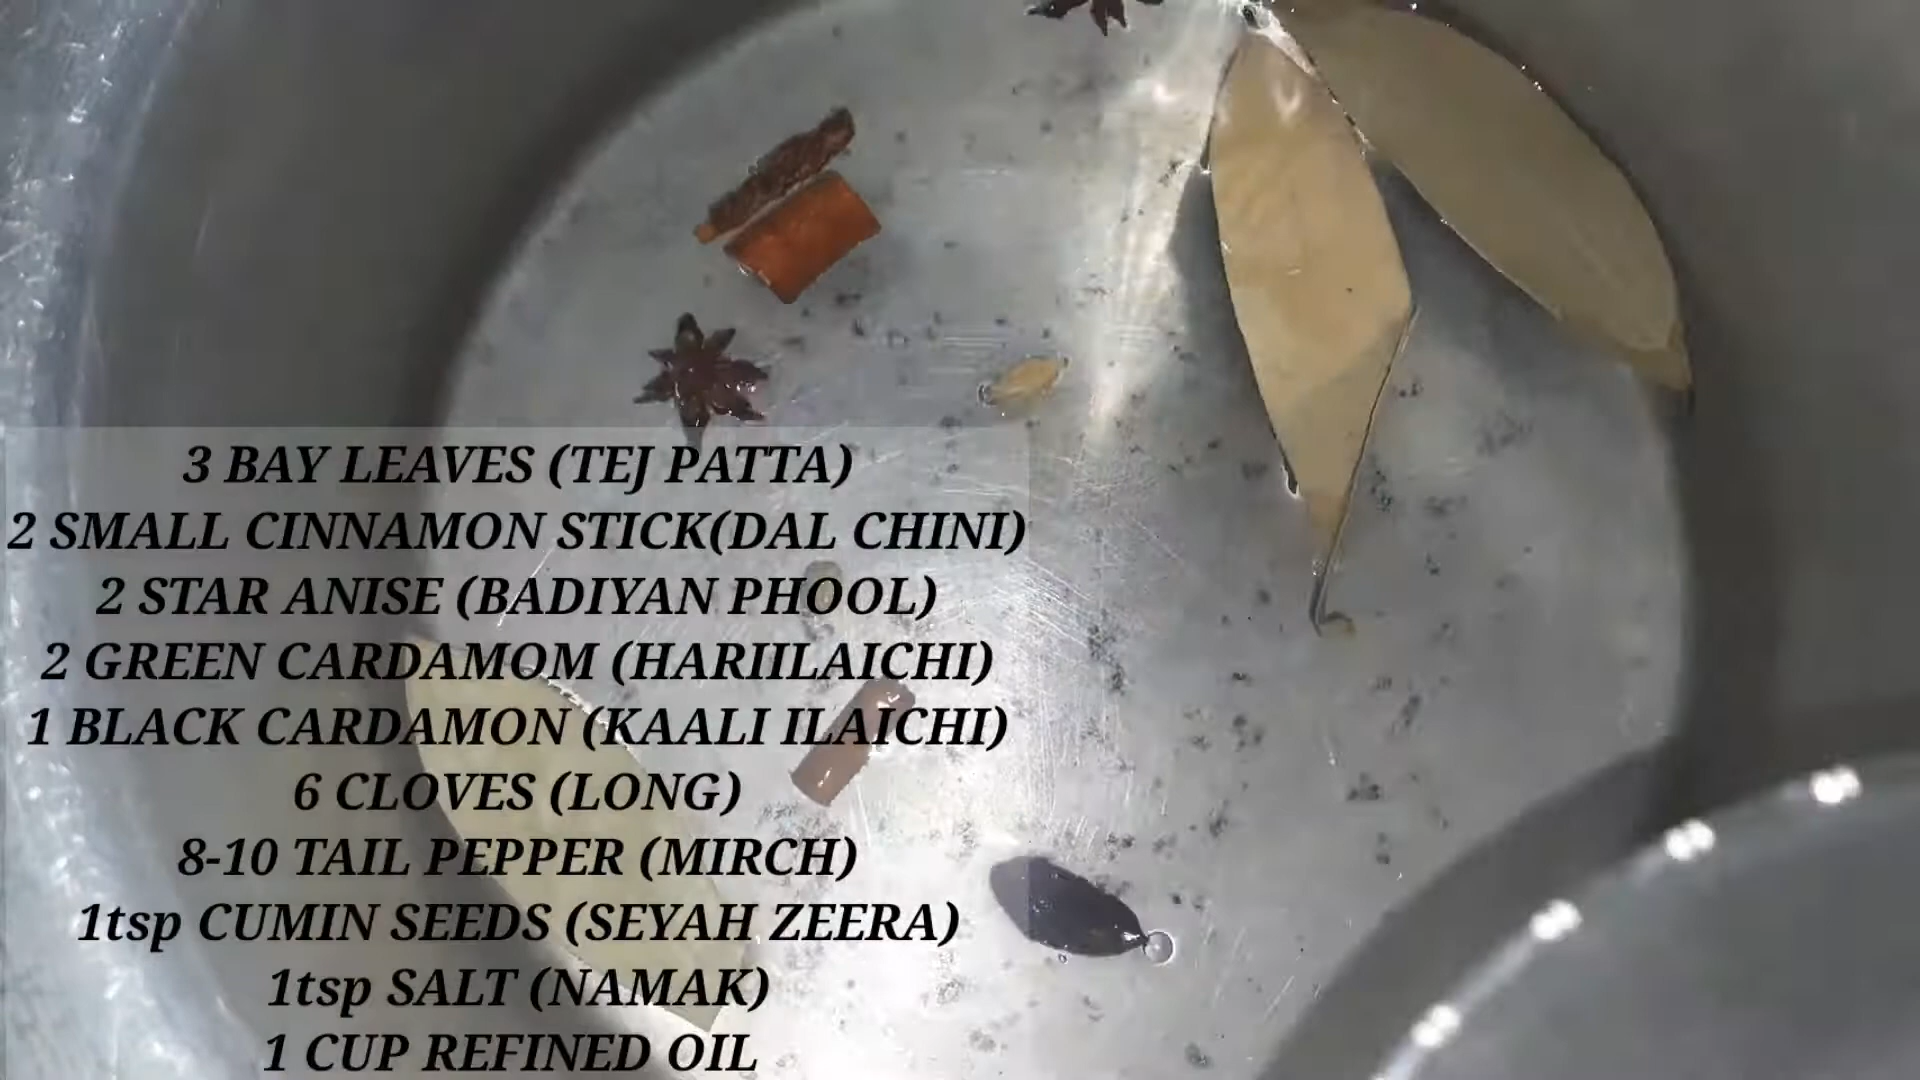 3 BAY LEAVES (TEJ PATTA)
2 SMALL CINNAMON STICK(DAL CHINI)
2 STAR ANISE (BADIYAN PHOOL)
2 GREEN CARDAMOM (HARIILAICHI)
1 BLACK CARDAMON (KAALI ILAICHI)
6 CLOVES (LONG)
8-10 TAIL PEPPER (MIRCH)
1tsp CUMIN SEEDS (SEYAH ZEERA)
1tsp SALT (NAMAK)
1 CUP REFINED OIL